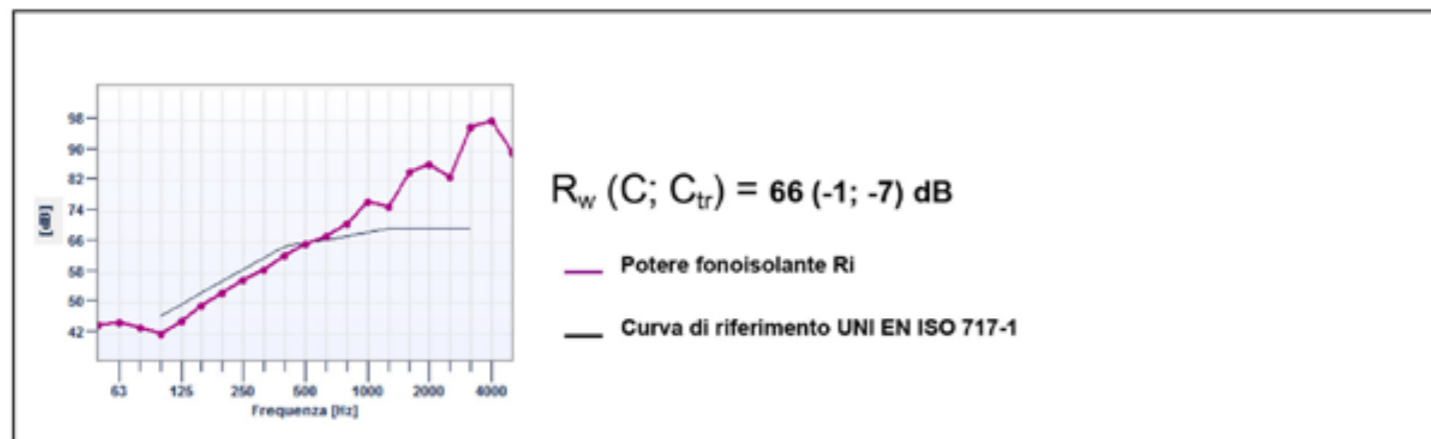 98
90
82
74
66
58
50
42
[dB]
63 125 250 500 1000 2000 4000
Frequenza [Hz]
Rw (C; Ctr) = 66 (-1; -7) dB
Potere fonoisolante Ri
Curva di riferimento UNI EN ISO 717-1